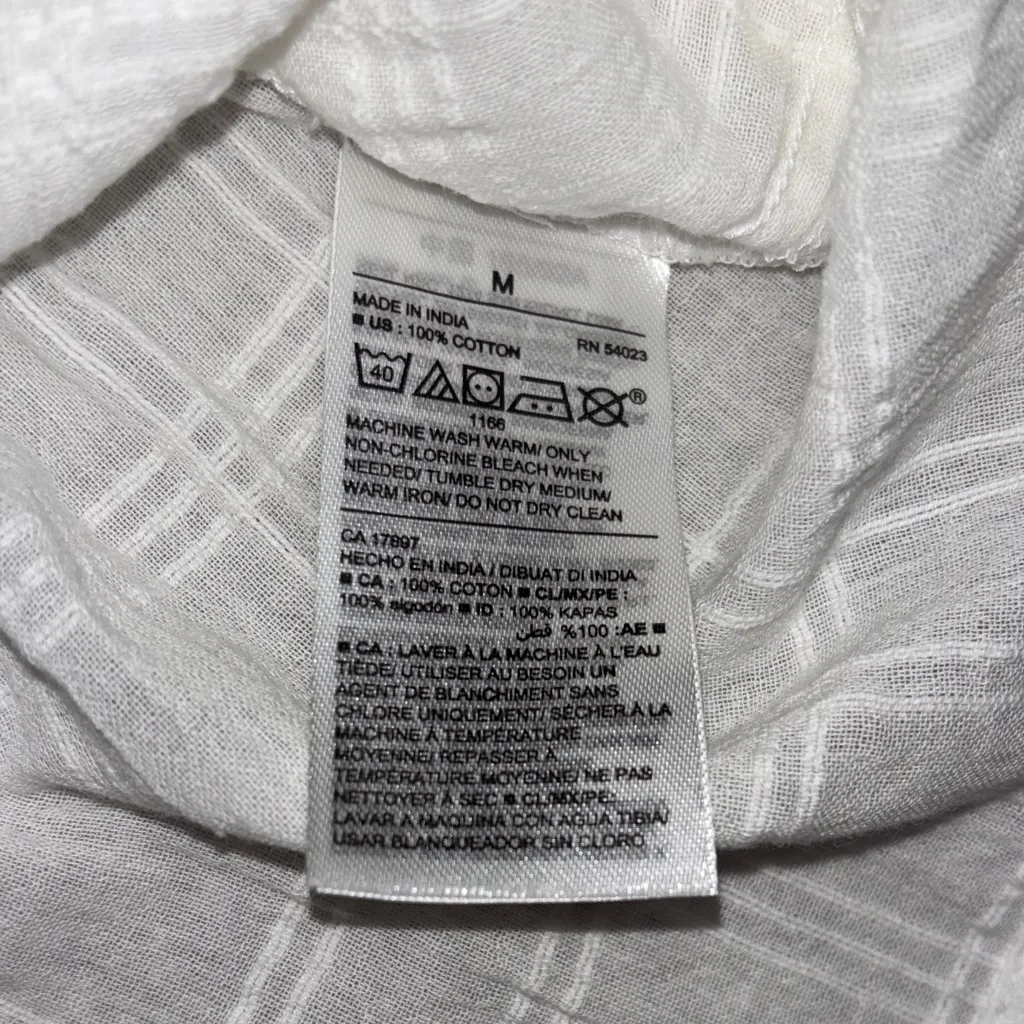 M
MADE IN INDIA
■ US : 100% COTTON RN 54023
40
®
1166
MACHINE WASH WARM/ ONLY
NON-CHLORINE BLEACH WHEN
NEEDED/ TUMBLE DRY MEDIUM/
WARM IRON/ DO NOT DRY CLEAN
CA 17897
HECHO EN INDIA / DIBUAT DI INDIA
■ CA : 100% COTON ■ CL/MX/PE :
100% algodón ■ ID : 100% KAPAS
■ AE: 100% قطن
■ CA : LAVER À LA MACHINE À L'EAU
TIÈDE/ UTILISER AU BESOIN UN
AGENT DE BLANCHIMENT SANS
CHLORE UNIQUEMENT/ SÉCHER À LA
MACHINE À TEMPÉRATURE
MOYENNE/ REPASSER À
TEMPÉRATURE MOYENNE/ NE PAS
NETTOYER À SEC ■ CL/MX/PE:
LAVAR A MAQUINA CON AGUA TIBIA/
USAR BLANQUEADOR SIN CLORO